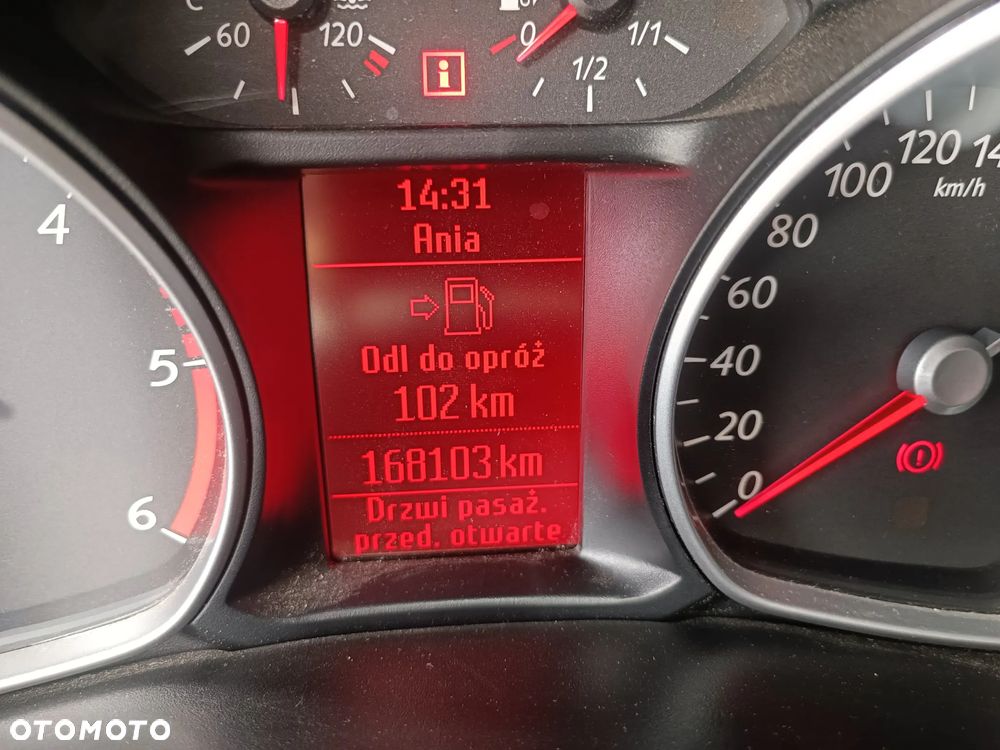 C
60 120
0 1/2 1/1
14:31
Ania
Odl do opróż
102 km
168103 km
Drzwi pasaż.
przed. otwarte
4
5
6
0
20
40
60
80
100
120
km/h
OTOMOTO